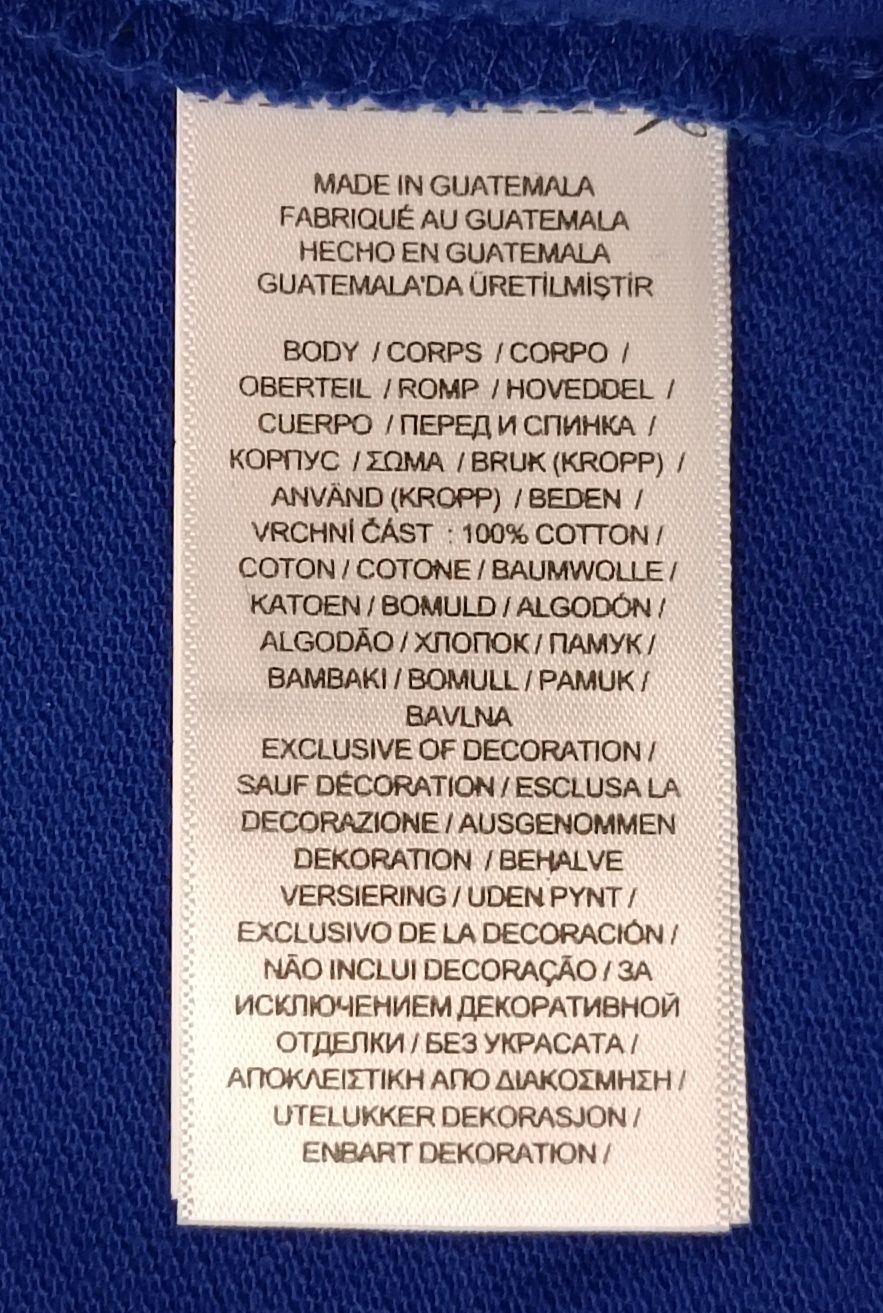 MADE IN GUATEMALA
FABRIQUÉ AU GUATEMALA
HECHO EN GUATEMALA
GUATEMALA'DA ÜRETİLMİŞTİR
BODY / CORPS / CORPO /
OBERTEIL / ROMP / HOVEDDEL /
CUERPO / ПЕРЕД И СПИНКА /
КОРПУС / ΣΩΜΑ / BRUK (KROPP) /
ANVÄND (KROPP) / BEDEN /
VRCHNÍ ČÁST : 100% COTTON /
COTON / COTONE / BAUMWOLLE /
KATOEN / BOMULD / ALGODÓN /
ALGODÃO / ХЛОПОК / ПАМУК /
BAMBAKI / BOMULL / PAMUK /
BAVLNA
EXCLUSIVE OF DECORATION /
SAUF DÉCORATION / ESCLUSA LA
DECORAZIONE / AUSGENOMMEN
DEKORATION / BEHALVE
VERSIERING / UDEN PYNT /
EXCLUSIVO DE LA DECORACIÓN /
NÃO INCLUI DECORAÇÃO / ЗА
ИСКЛЮЧЕНИЕМ ДЕКОРАТИВНОЙ
ОТДЕЛКИ / БЕЗ УКРАСАТА /
ΑΠΟΚΛΕΙΣΤΙΚΗ ΑΠΟ ΔΙΑΚΟΣΜΗΣΗ /
UTELUKKER DEKORASJON /
ENBART DEKORATION /